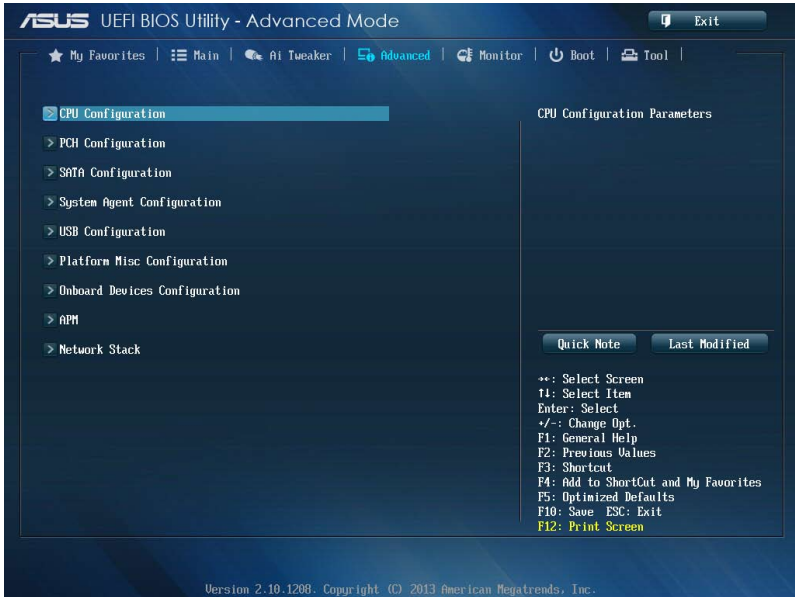 ASUS UEFI BIOS Utility - Advanced Mode
Exit
My Favorites | Main | Ai Tweaker | Advanced | Monitor | Boot | Tool |
> CPU Configuration
> PCH Configuration
> SATA Configuration
> System Agent Configuration
> USB Configuration
> Platform Misc Configuration
> Onboard Devices Configuration
> APM
> Network Stack
CPU Configuration Parameters
Quick Note
Last Modified
→←: Select Screen
↑↓: Select Item
Enter: Select
+/-: Change Opt.
F1: General Help
F2: Previous Values
F3: Shortcut
F4: Add to ShortCut and My Favorites
F5: Optimized Defaults
F10: Save ESC: Exit
F12: Print Screen
Version 2.10.1208. Copyright (C) 2013 American Megatrends, Inc.